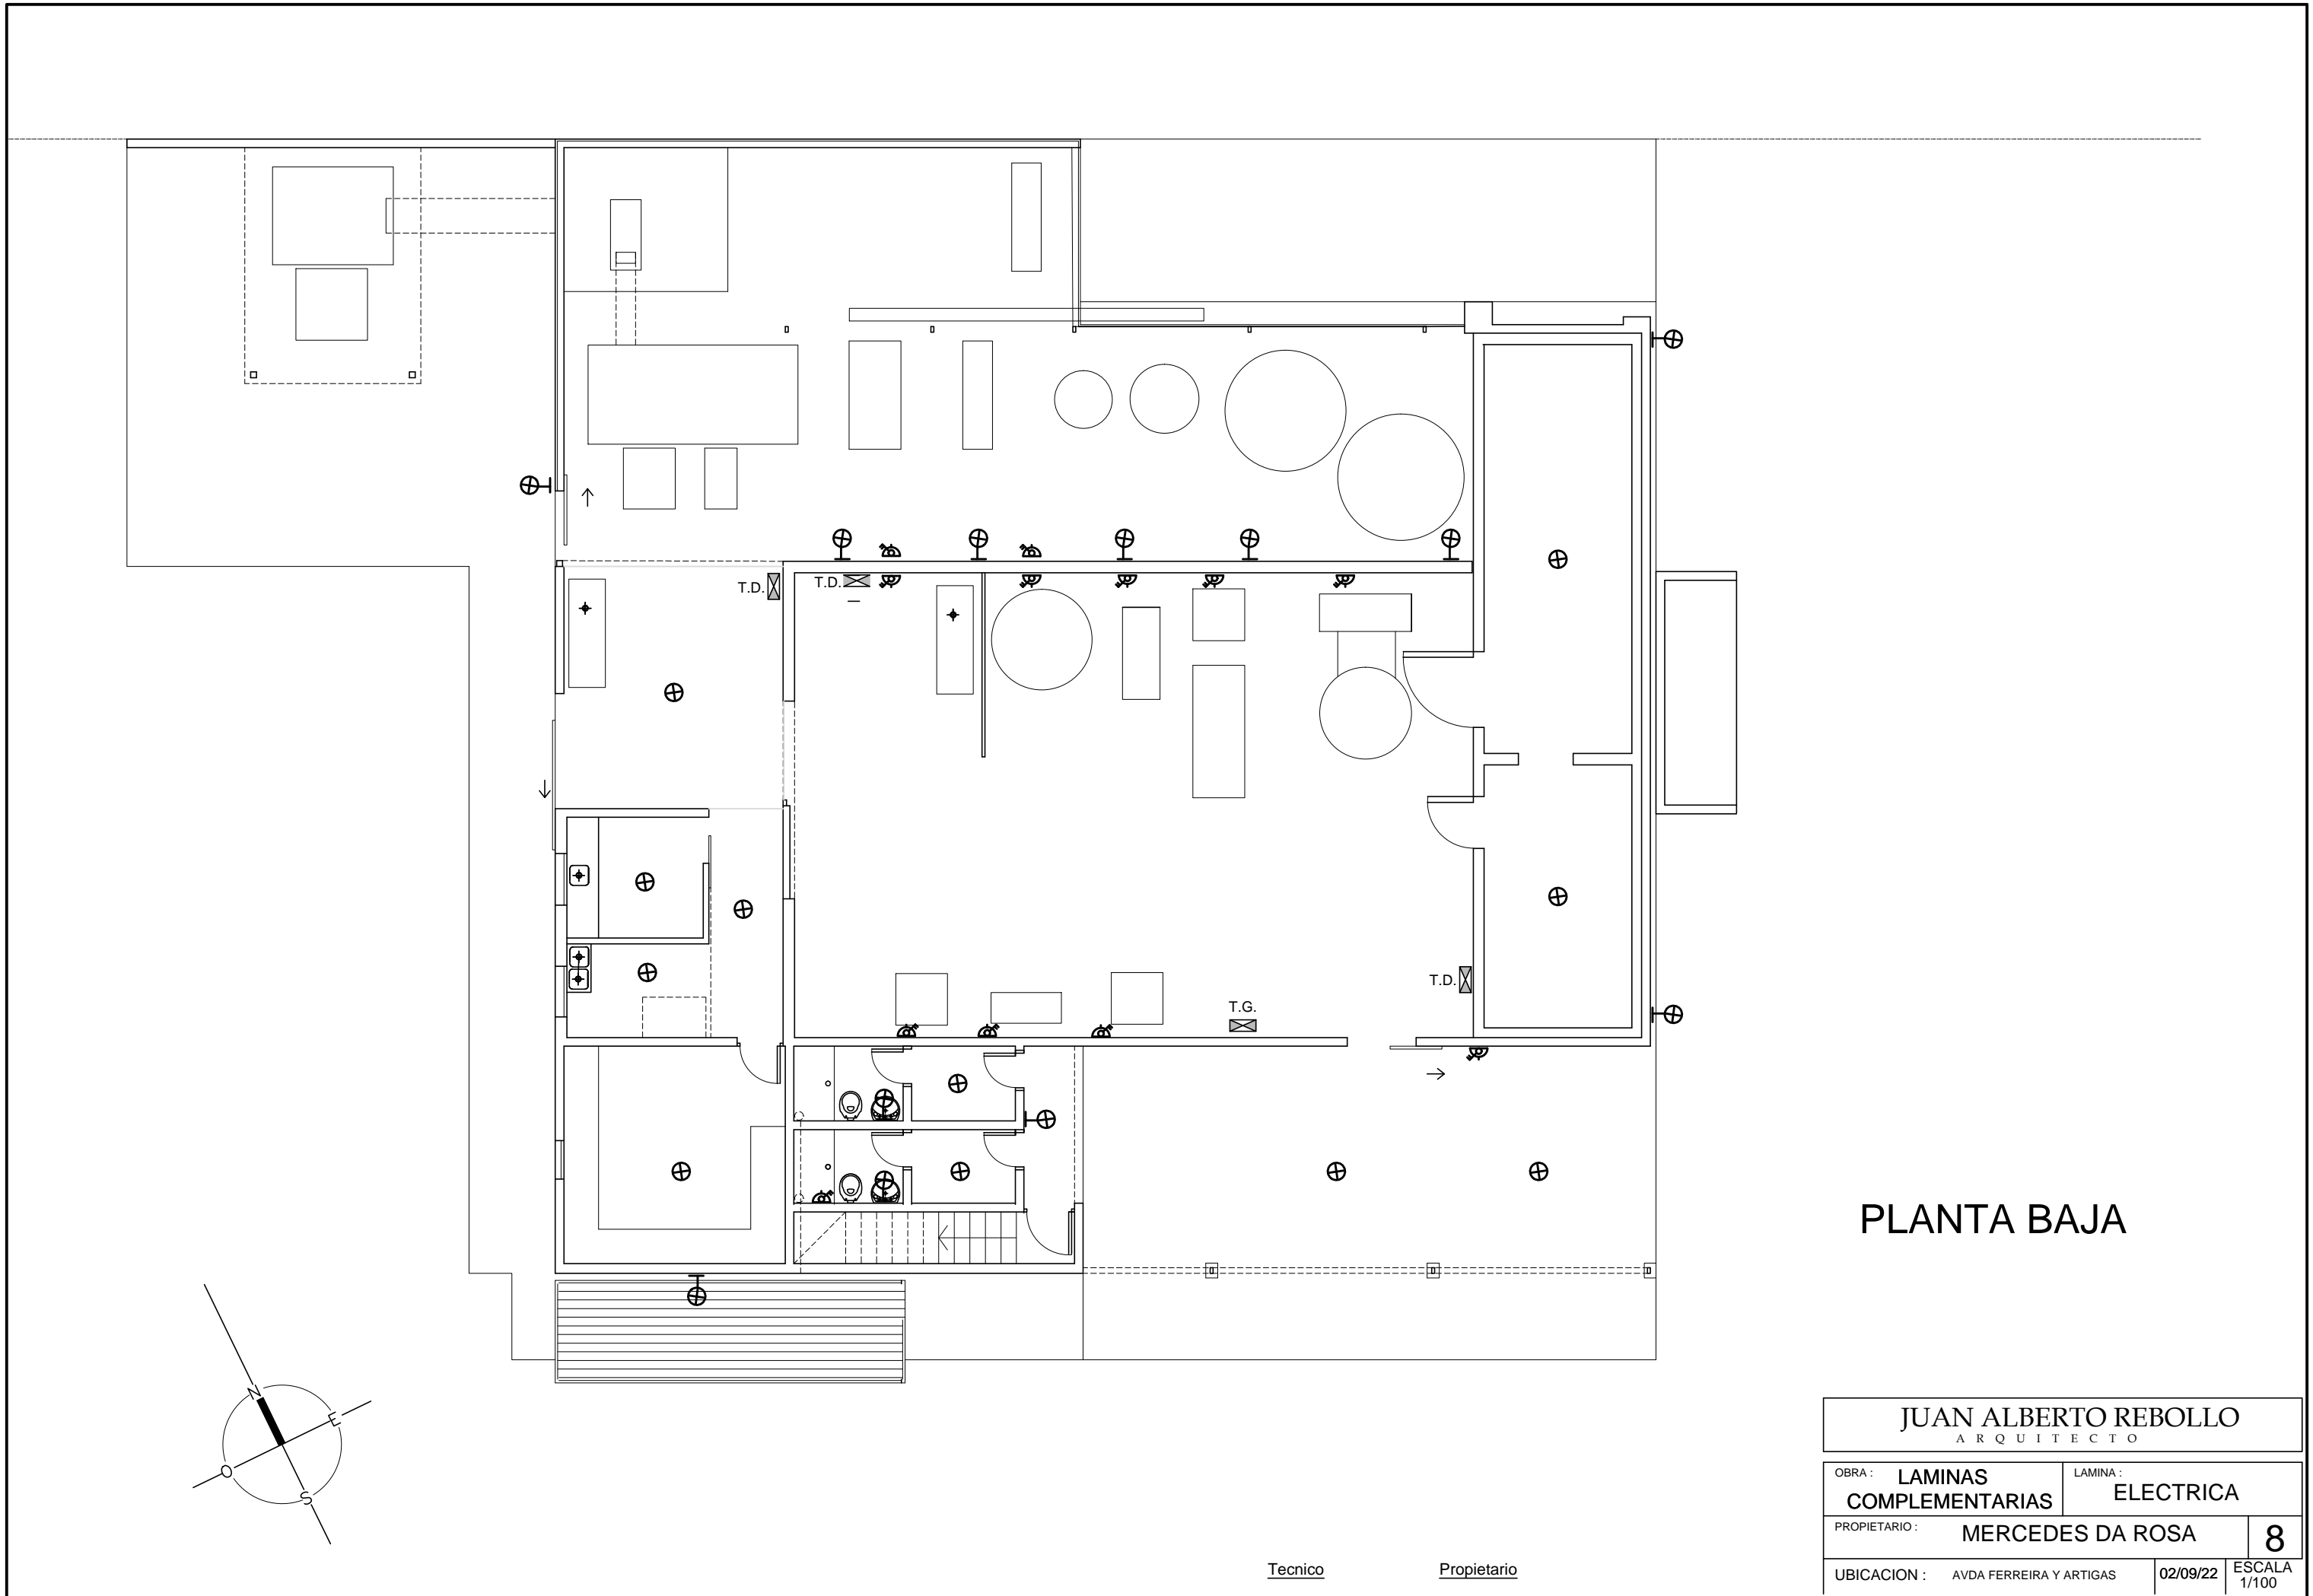 T.D.
T.D.
T.D.
T.G.
PLANTA BAJA
N
E
O
S
JUAN ALBERTO REBOLLO
ARQUITECTO
OBRA : LAMINAS
COMPLEMENTARIAS
LAMINA :
ELECTRICA
PROPIETARIO : MERCEDES DA ROSA
8
UBICACION : AVDA FERREIRA Y ARTIGAS
02/09/22
ESCALA
1/100
Tecnico
Propietario